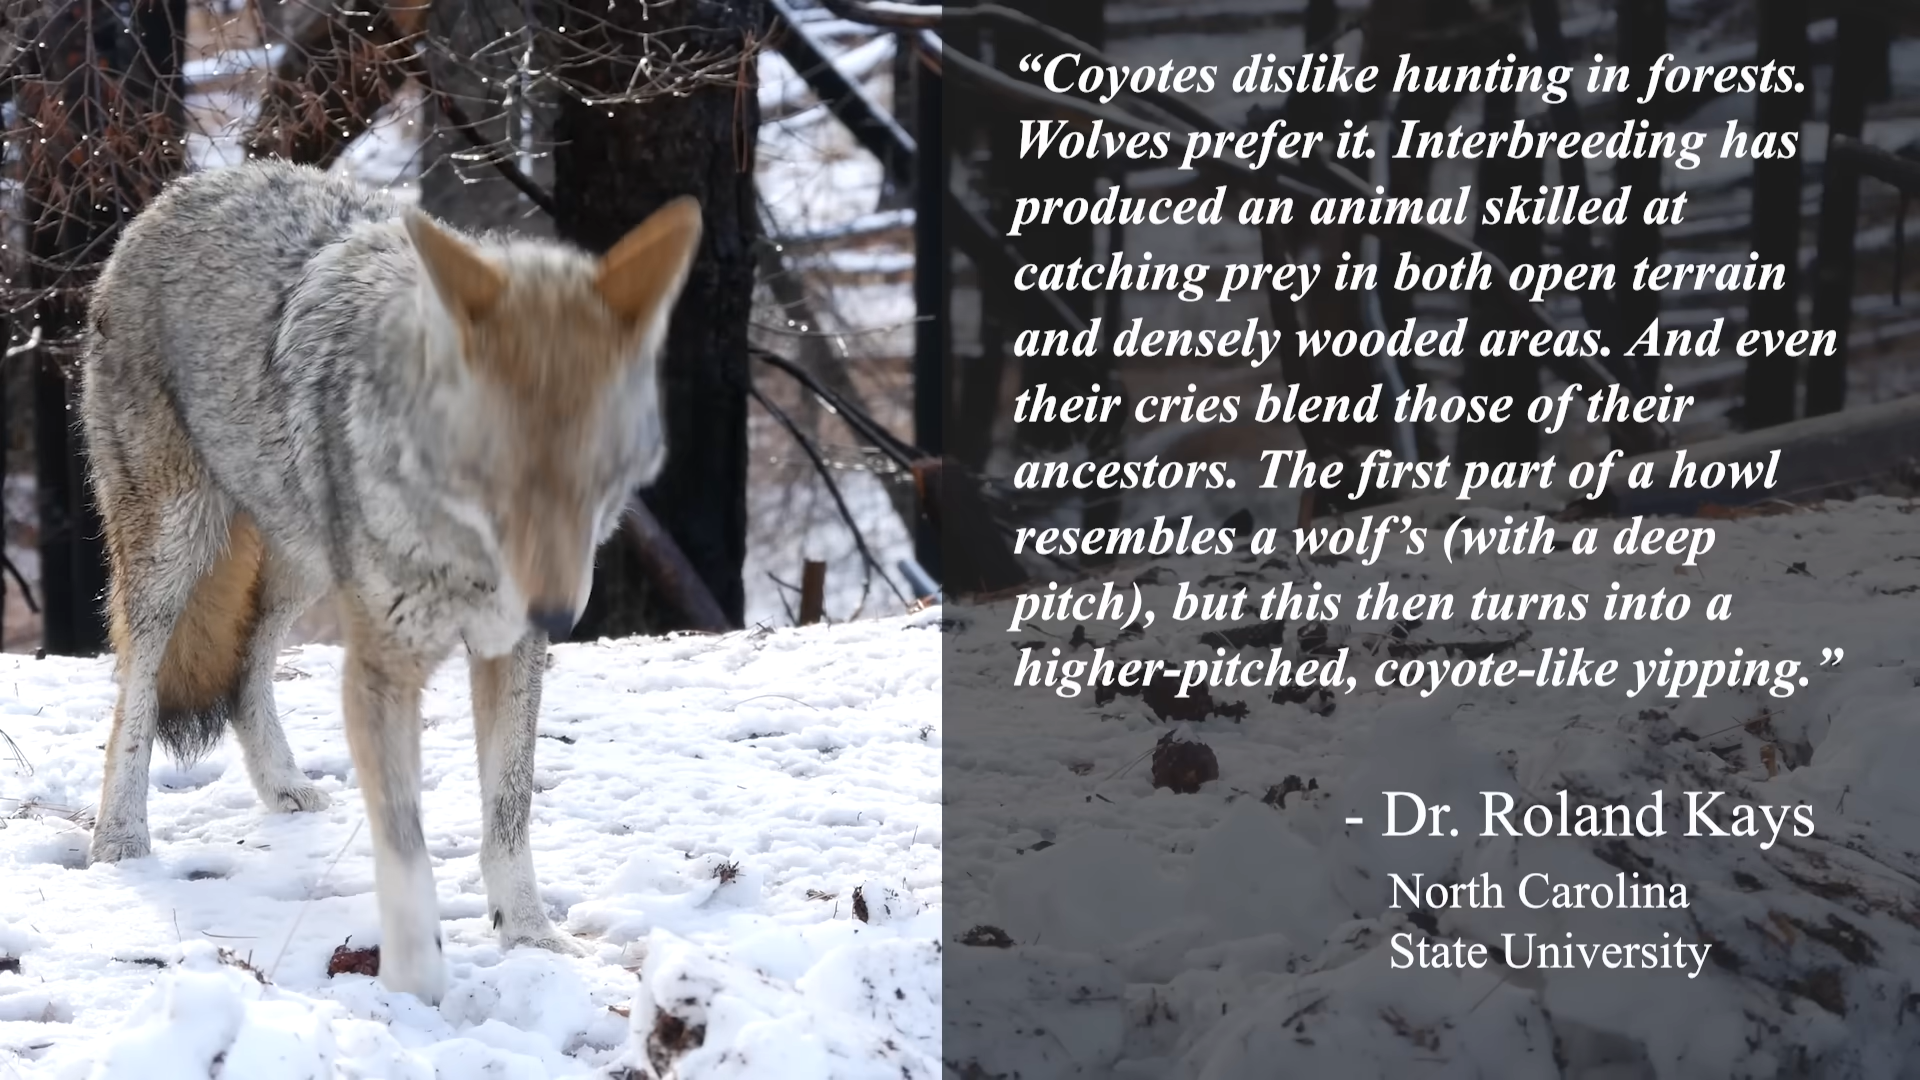 “Coyotes dislike hunting in forests.
Wolves prefer it. Interbreeding has
produced an animal skilled at
catching prey in both open terrain
and densely wooded areas. And even
their cries blend those of their
ancestors. The first part of a howl
resembles a wolf’s (with a deep
pitch), but this then turns into a
higher-pitched, coyote-like yipping.”
- Dr. Roland Kays
North Carolina
State University